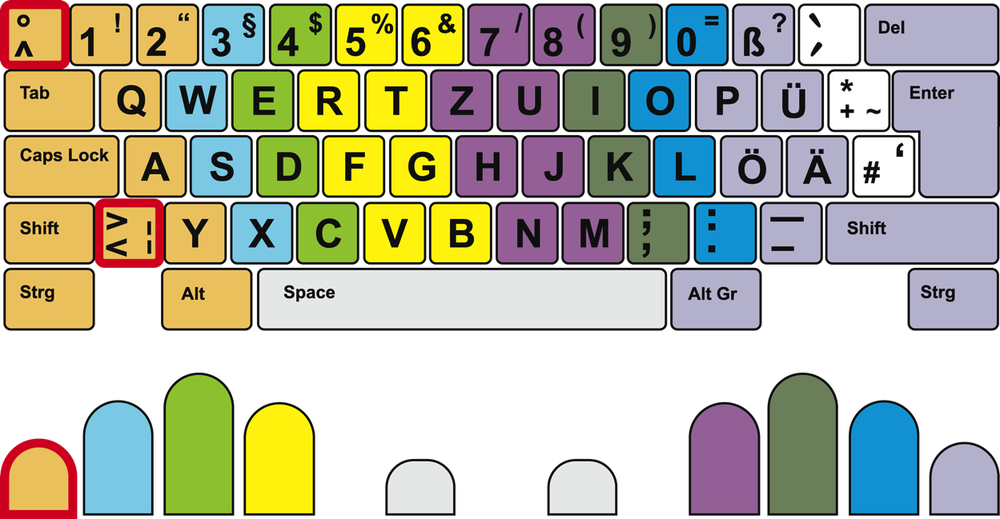 ° ^ 1 ! 2 “ 3 § 4 $ 5 % 6 & 7 / 8 ( 9 ) 0 = ß ? ` ´ Del
Tab Q W E R T Z U I O P Ü * + ~ Enter
Caps Lock A S D F G H J K L Ö Ä # ‘
Shift > < ¦ Y X C V B N M ; , : . — – Shift
Strg Alt Space Alt Gr Strg